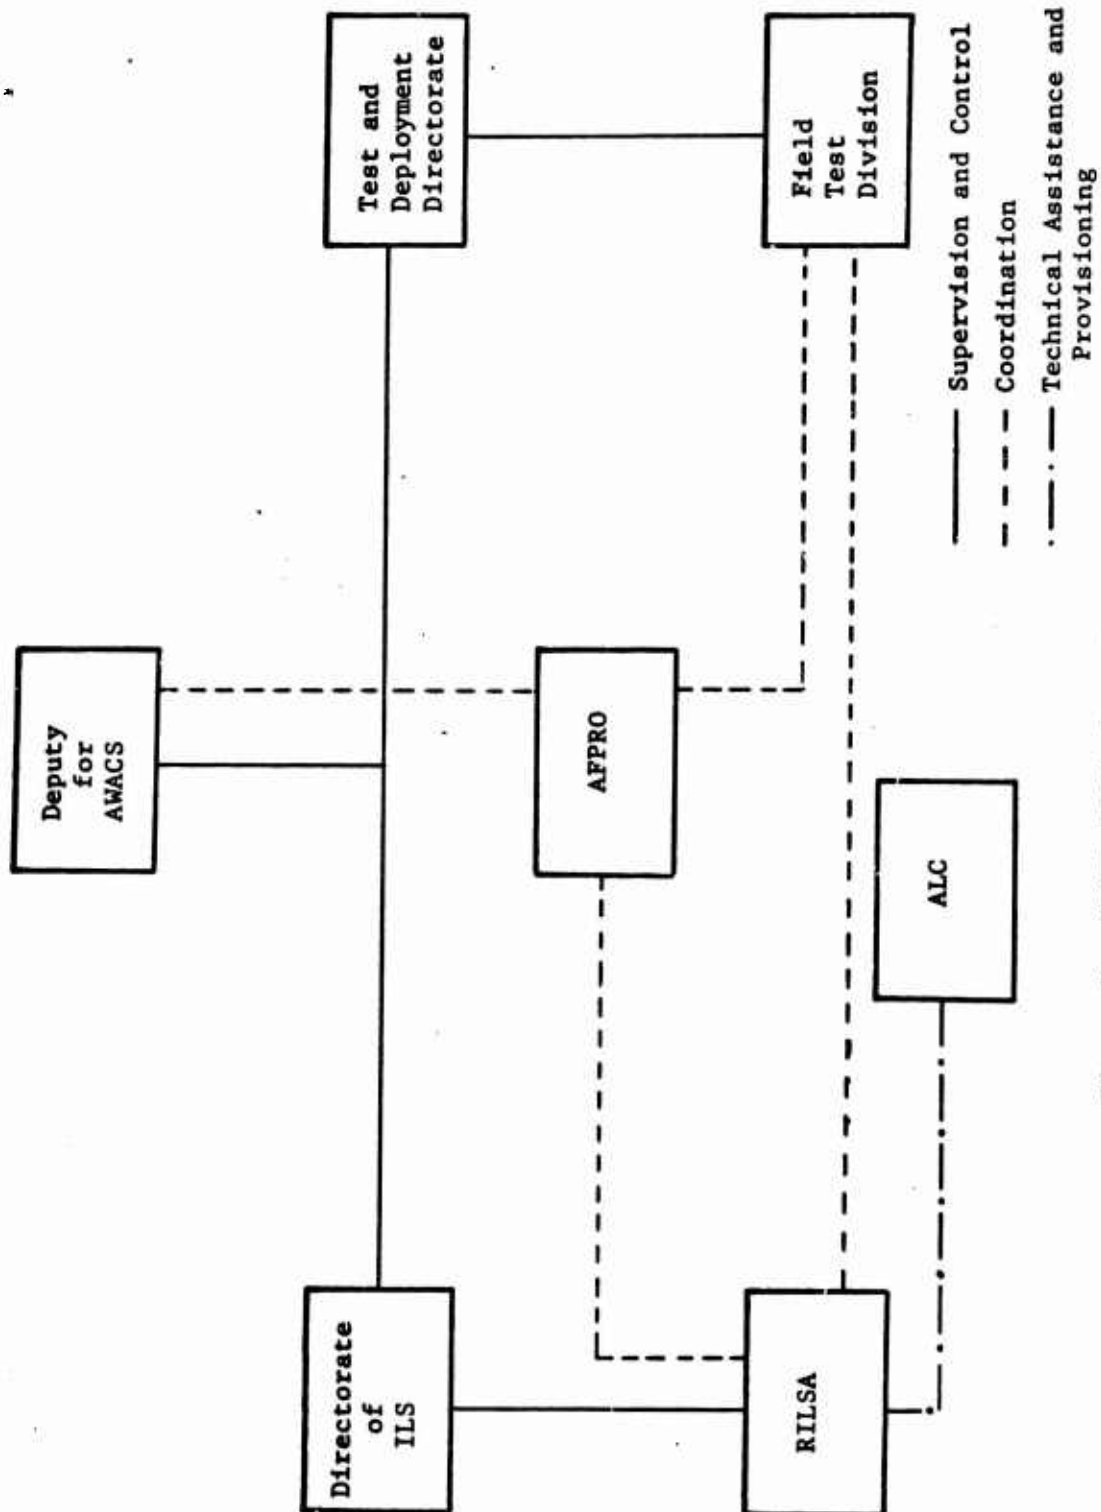 Deputy
for
AWACS
Directorate
of
ILS
Test and
Deployment
Directorate
AFPRO
RILSA
ALC
Field
Test
Division
Supervision and Control
Coordination
Technical Assistance and
Provisioning